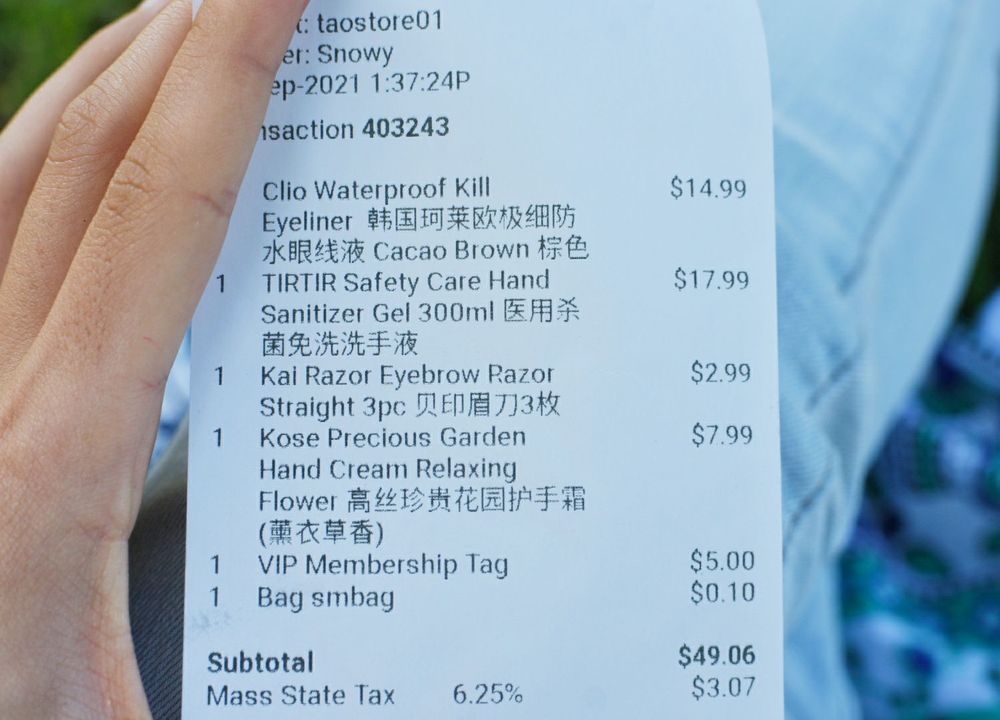 t: taostore01
er: Snowy
ep-2021 1:37:24P
nsaction 403243
Clio Waterproof Kill $14.99
Eyeliner 韩国珂莱欧极细防
水眼线液 Cacao Brown 棕色
1 TIRTIR Safety Care Hand $17.99
Sanitizer Gel 300ml 医用杀
菌免洗洗手液
1 Kai Razor Eyebrow Razor $2.99
Straight 3pc 贝印眉刀3枚
1 Kose Precious Garden $7.99
Hand Cream Relaxing
Flower 高丝珍贵花园护手霜
(薰衣草香)
1 VIP Membership Tag $5.00
1 Bag smbag $0.10
Subtotal $49.06
Mass State Tax 6.25% $3.07